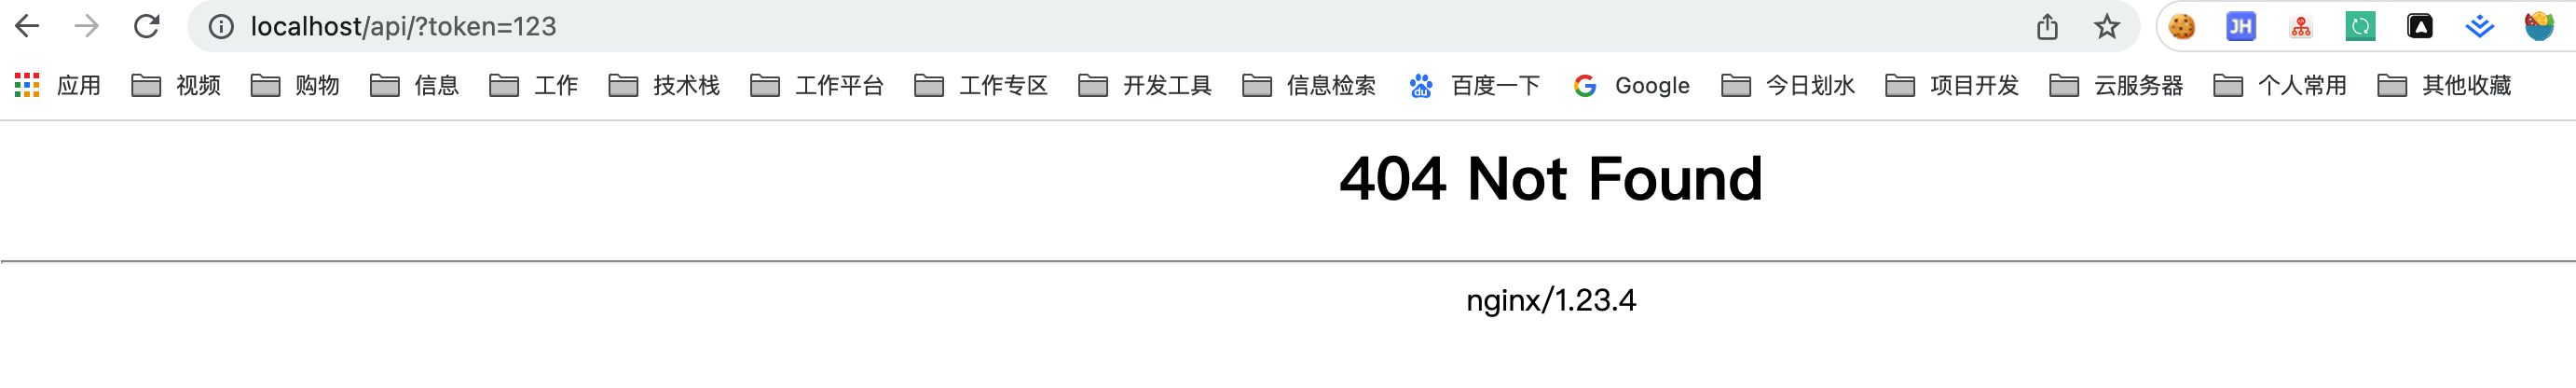 localhost/api/?token=123 JH
应用 视频 购物 信息 工作 技术栈 工作平台 工作专区 开发工具 信息检索 du 百度一下 Google 今日划水 项目开发 云服务器 个人常用 其他收藏
404 Not Found
nginx/1.23.4